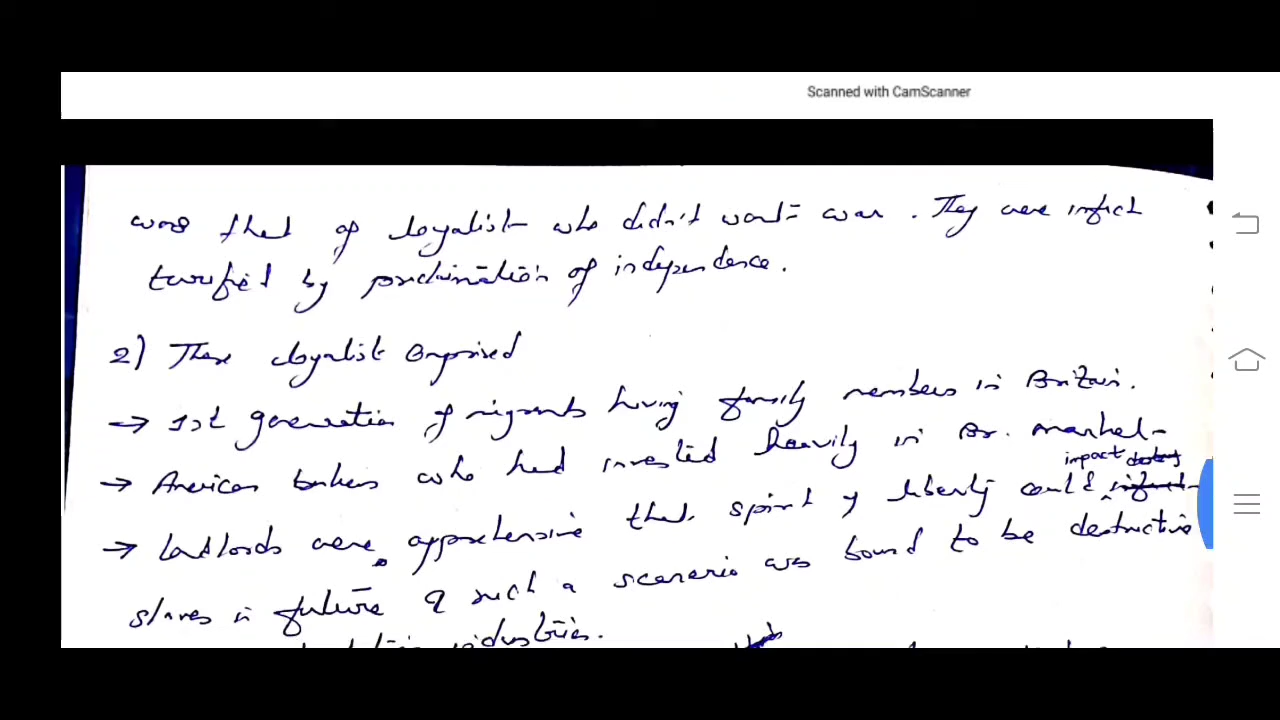 Scanned with CamScanner
was that of loyalist who didn't want war. They were infact
terrified by proclamation of independence.
2) These loyalist comprised
→ 1st generation of migrants having family members in Britain.
→ American bankers who had invested heavily in Br. market
impact
→ Landlords were apprehensive that spirit of liberty could
slaves in future & such a scenario was bound to be destructive
industries.